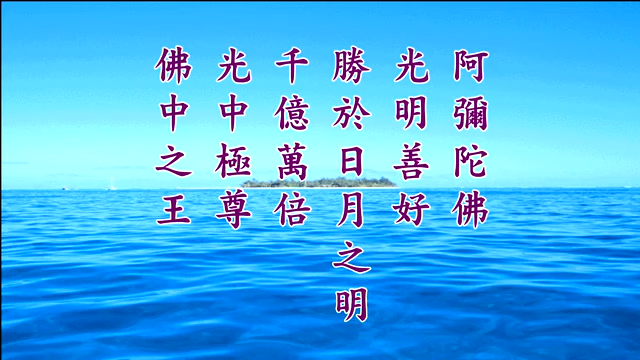 阿彌陀佛
光明善好
勝於日月之明
千億萬倍
光中極尊
佛中之王